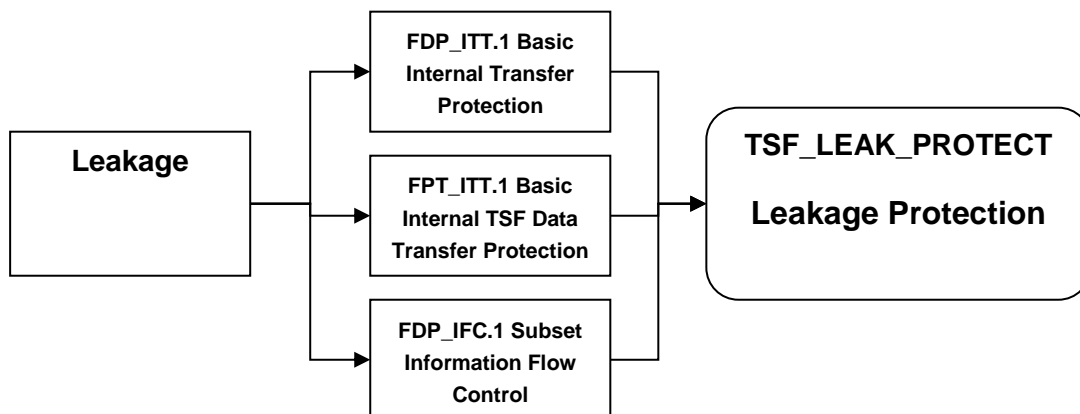 Leakage
FDP_ITT.1 Basic
Internal Transfer
Protection
FPT_ITT.1 Basic
Internal TSF Data
Transfer Protection
FDP_IFC.1 Subset
Information Flow
Control
TSF_LEAK_PROTECT
Leakage Protection